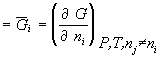 = G̅ᵢ = (∂ G / ∂ nᵢ) P,T,nⱼ≠nᵢ